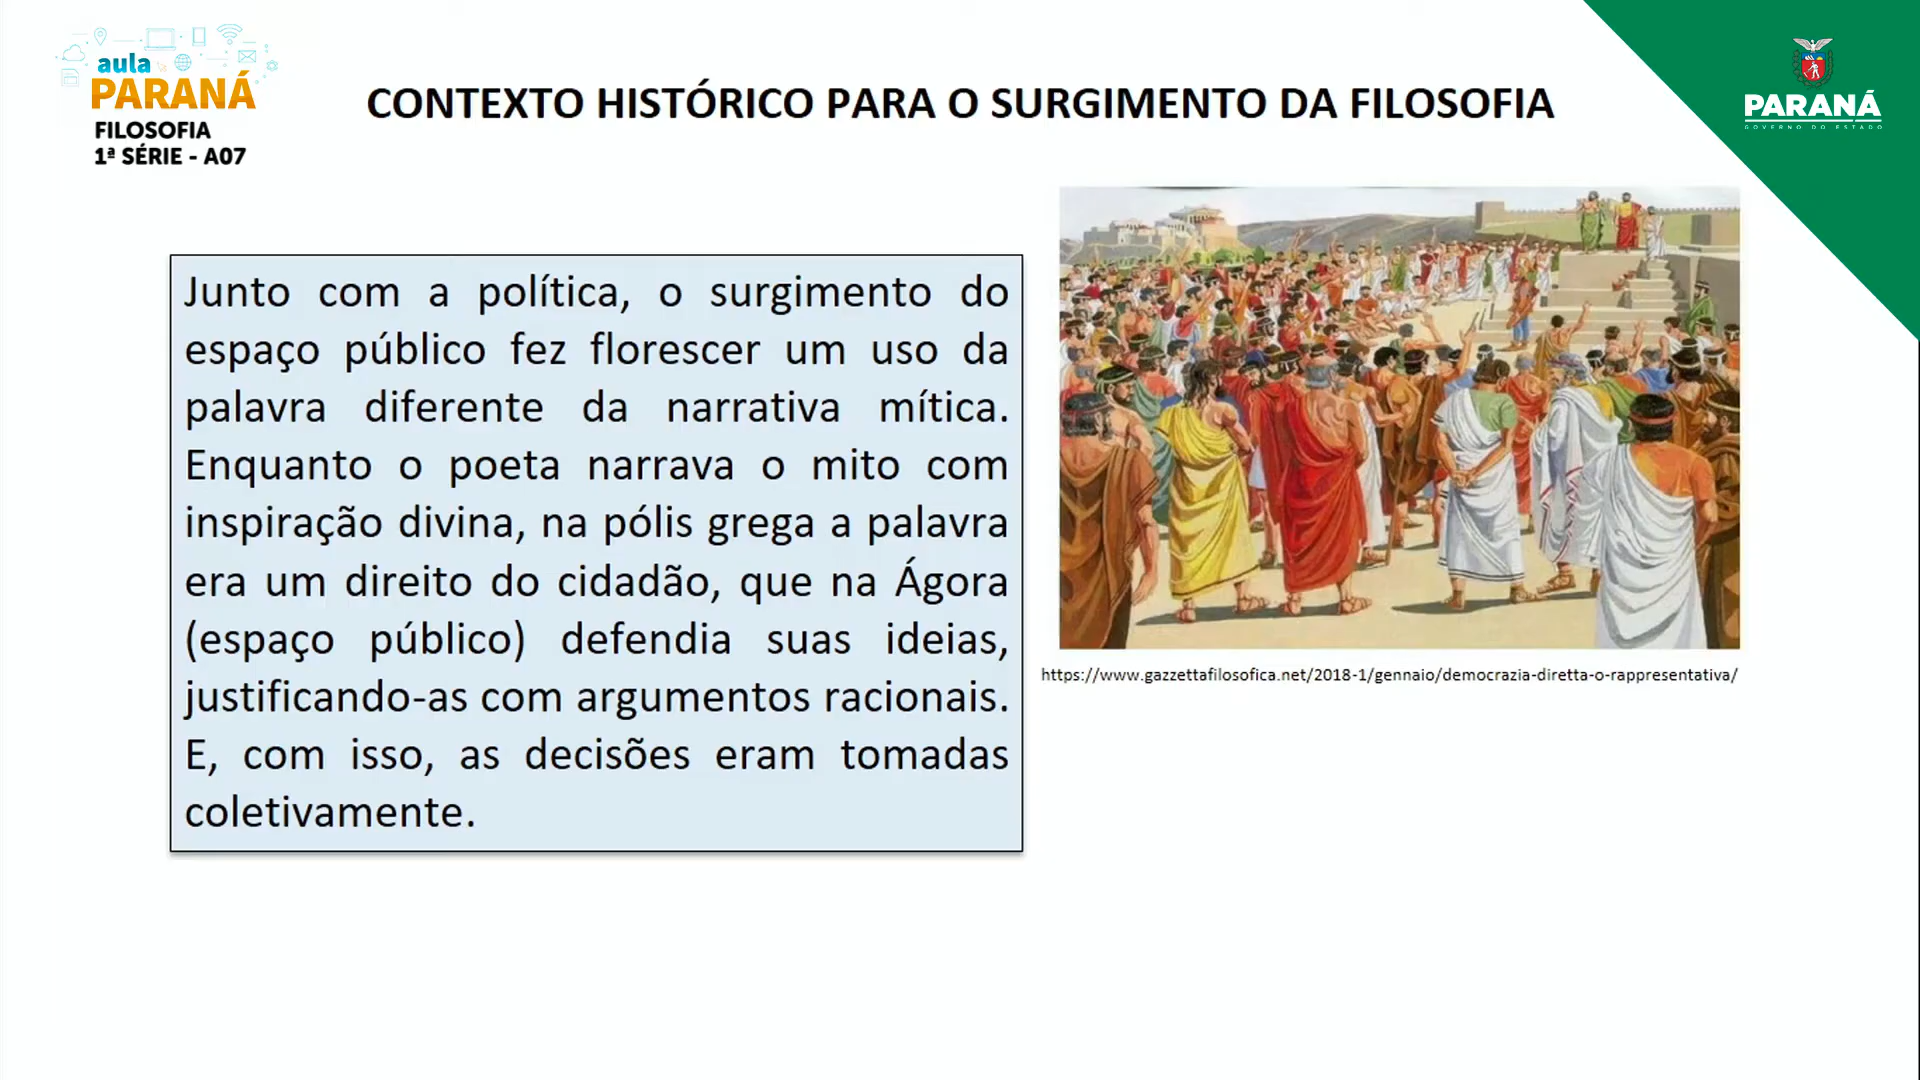 aula
PARANÁ
FILOSOFIA
1ª SÉRIE - A07
CONTEXTO HISTÓRICO PARA O SURGIMENTO DA FILOSOFIA
PARANÁ
GOVERNO DO ESTADO
Junto com a política, o surgimento do
espaço público fez florescer um uso da
palavra diferente da narrativa mítica.
Enquanto o poeta narrava o mito com
inspiração divina, na pólis grega a palavra
era um direito do cidadão, que na Ágora
(espaço público) defendia suas ideias,
justificando-as com argumentos racionais.
E, com isso, as decisões eram tomadas
coletivamente.
https://www.gazzettafilosofica.net/2018-1/gennaio/democrazia-diretta-o-rappresentativa/